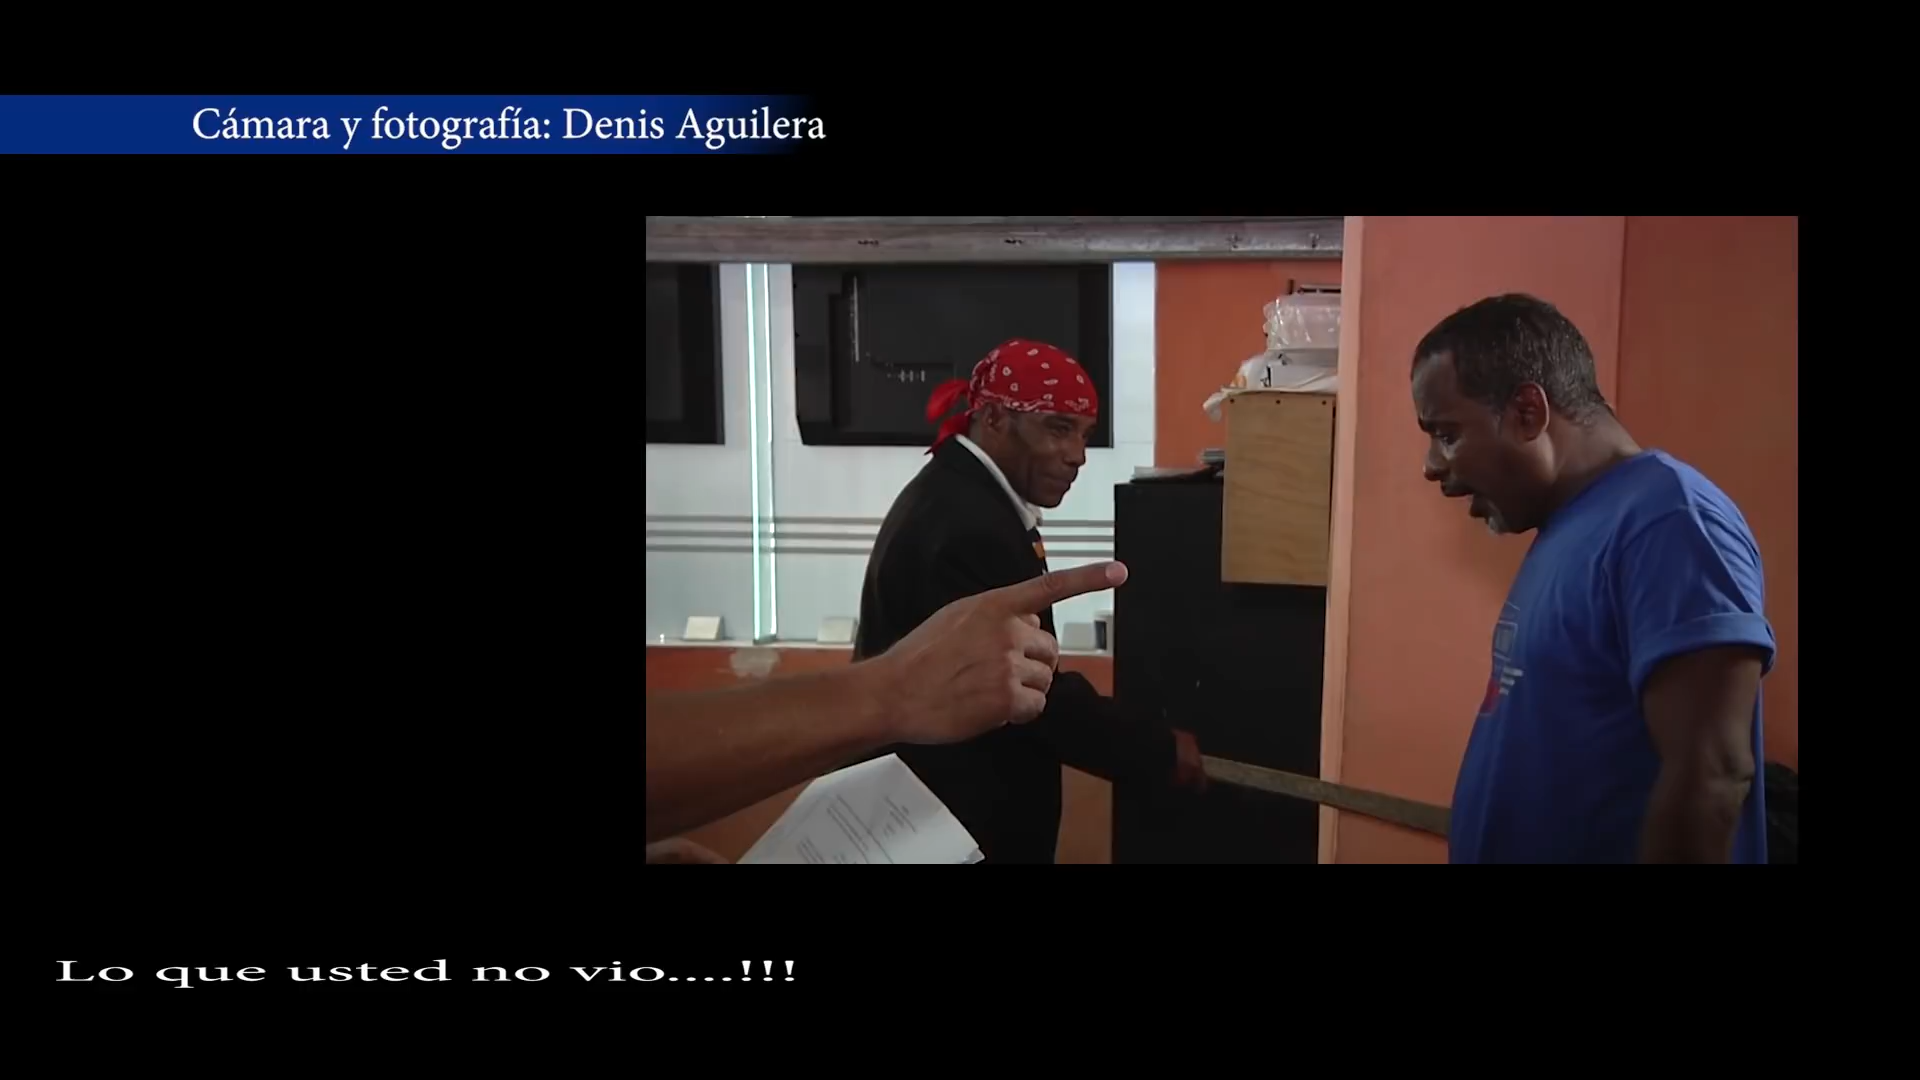 Cámara y fotografía: Denis Aguilera
Lo que usted no vio....!!!